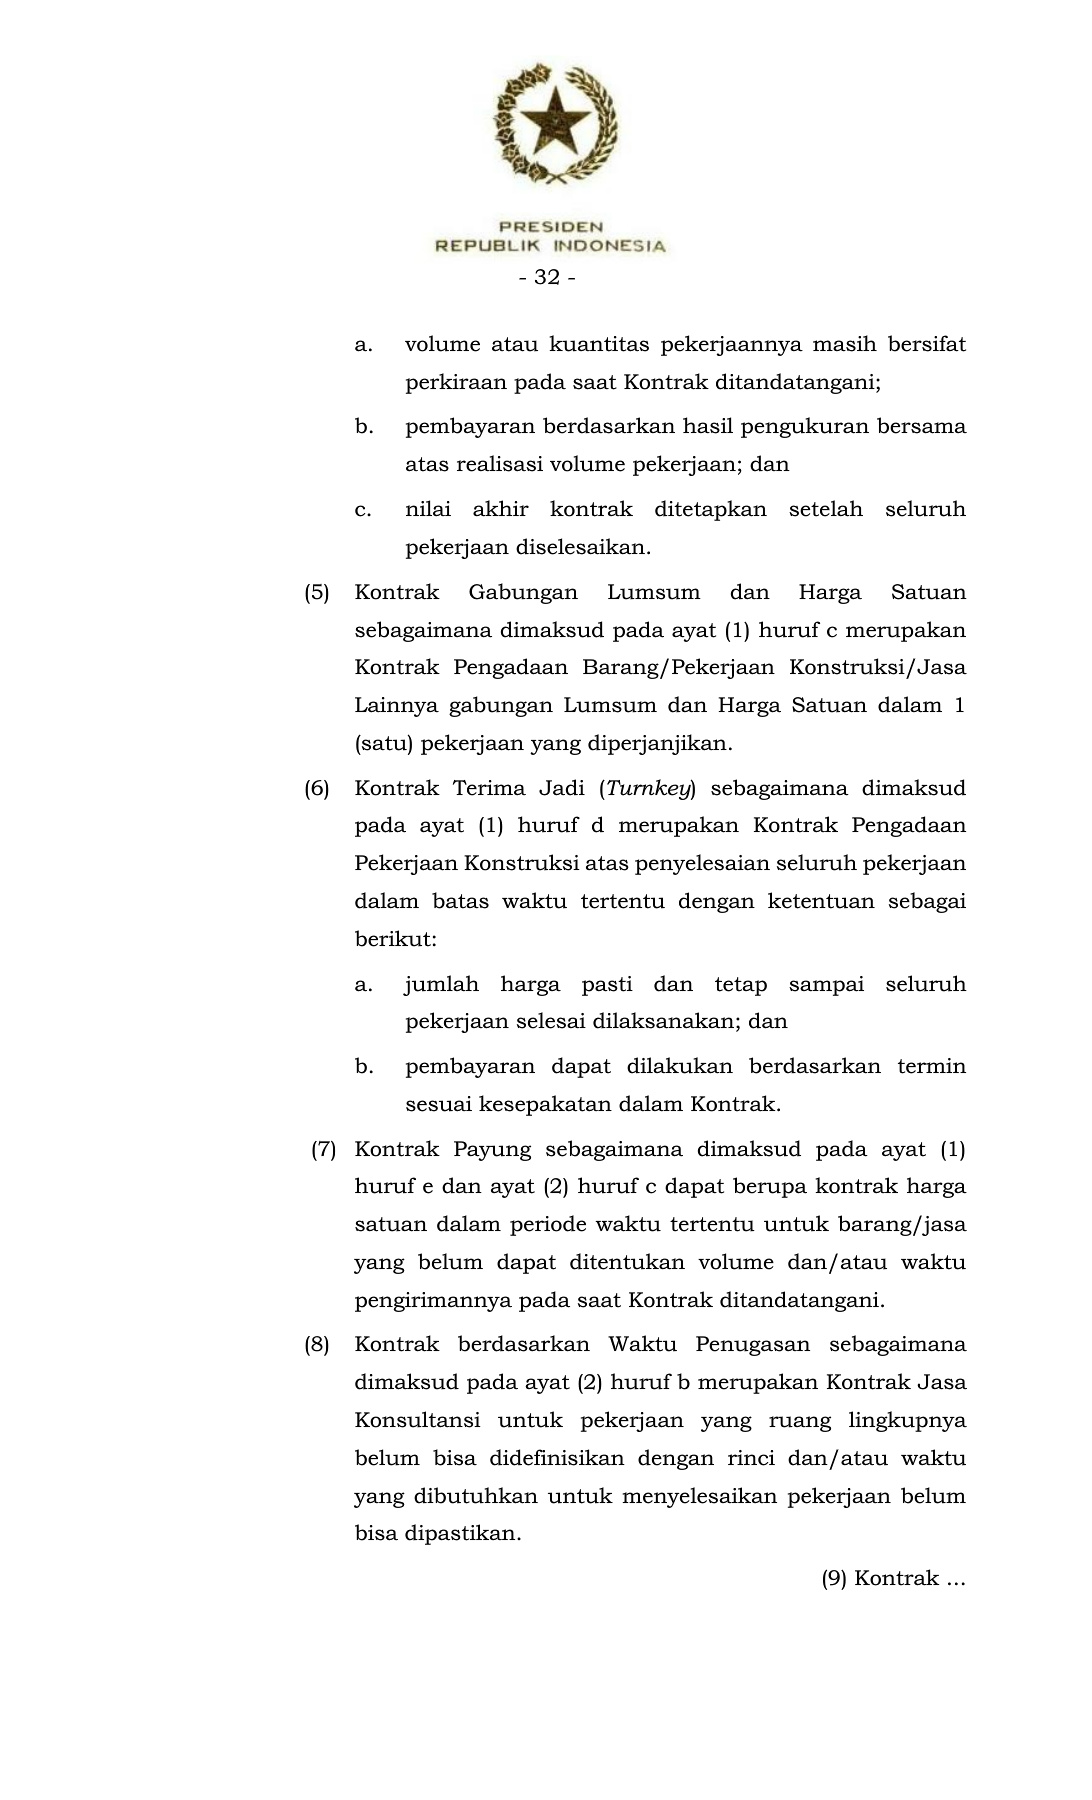 PRESIDEN
REPUBLIK INDONESIA
- 32 -
a. volume atau kuantitas pekerjaannya masih bersifat
perkiraan pada saat Kontrak ditandatangani;
b. pembayaran berdasarkan hasil pengukuran bersama
atas realisasi volume pekerjaan; dan
c. nilai akhir kontrak ditetapkan setelah seluruh
pekerjaan diselesaikan.
(5) Kontrak Gabungan Lumsum dan Harga Satuan
sebagaimana dimaksud pada ayat (1) huruf c merupakan
Kontrak Pengadaan Barang/Pekerjaan Konstruksi/Jasa
Lainnya gabungan Lumsum dan Harga Satuan dalam 1
(satu) pekerjaan yang diperjanjikan.
(6) Kontrak Terima Jadi (Turnkey) sebagaimana dimaksud
pada ayat (1) huruf d merupakan Kontrak Pengadaan
Pekerjaan Konstruksi atas penyelesaian seluruh pekerjaan
dalam batas waktu tertentu dengan ketentuan sebagai
berikut:
a. jumlah harga pasti dan tetap sampai seluruh
pekerjaan selesai dilaksanakan; dan
b. pembayaran dapat dilakukan berdasarkan termin
sesuai kesepakatan dalam Kontrak.
(7) Kontrak Payung sebagaimana dimaksud pada ayat (1)
huruf e dan ayat (2) huruf c dapat berupa kontrak harga
satuan dalam periode waktu tertentu untuk barang/jasa
yang belum dapat ditentukan volume dan/atau waktu
pengirimannya pada saat Kontrak ditandatangani.
(8) Kontrak berdasarkan Waktu Penugasan sebagaimana
dimaksud pada ayat (2) huruf b merupakan Kontrak Jasa
Konsultansi untuk pekerjaan yang ruang lingkupnya
belum bisa didefinisikan dengan rinci dan/atau waktu
yang dibutuhkan untuk menyelesaikan pekerjaan belum
bisa dipastikan.
(9) Kontrak ...